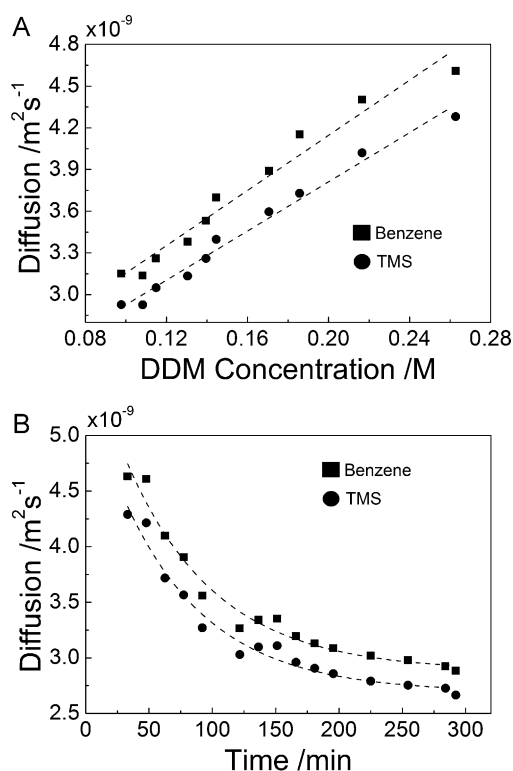 A
x10⁻⁹
4.8
4.5
4.2
3.9
3.6
3.3
3.0
Diffusion /m²s⁻¹
Benzene
TMS
0.08 0.12 0.16 0.20 0.24 0.28
DDM Concentration /M
B
x10⁻⁹
5.0
4.5
4.0
3.5
3.0
2.5
Diffusion /m²s⁻¹
Benzene
TMS
0 50 100 150 200 250 300
Time /min